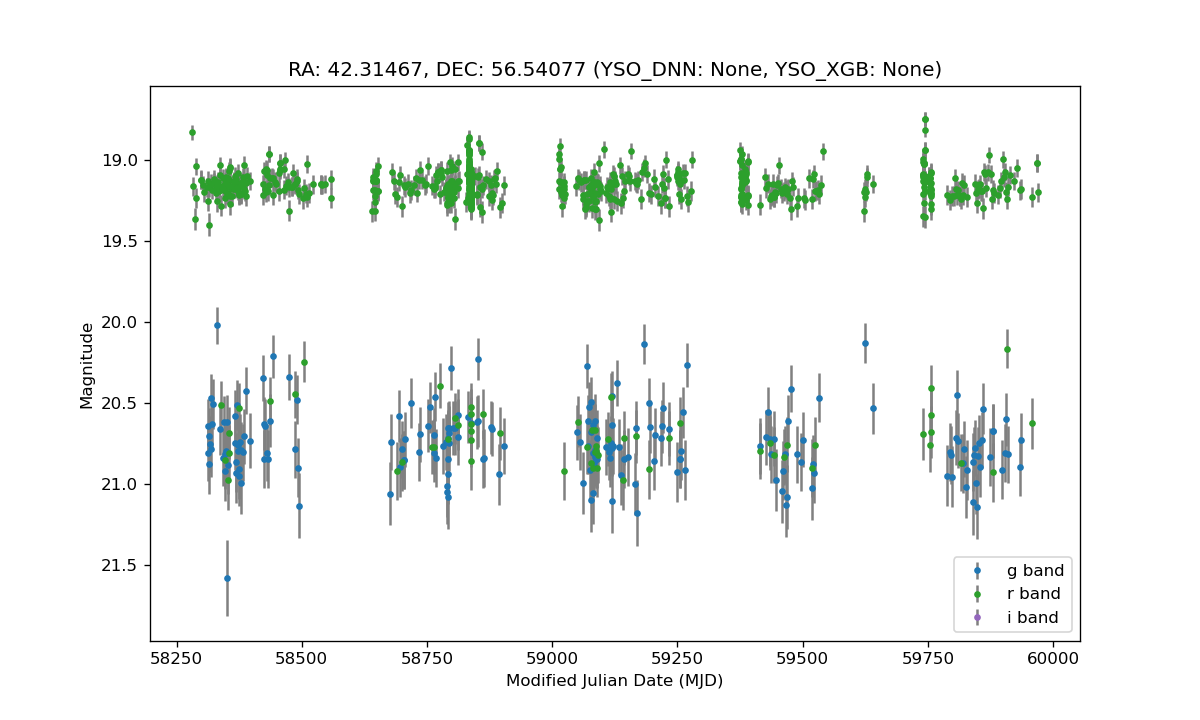 RA: 42.31467, DEC: 56.54077 (YSO_DNN: None, YSO_XGB: None)
19.0
19.5
20.0
20.5
21.0
21.5
Magnitude
g band
r band
i band
58250 58500 58750 59000 59250 59500 59750 60000
Modified Julian Date (MJD)